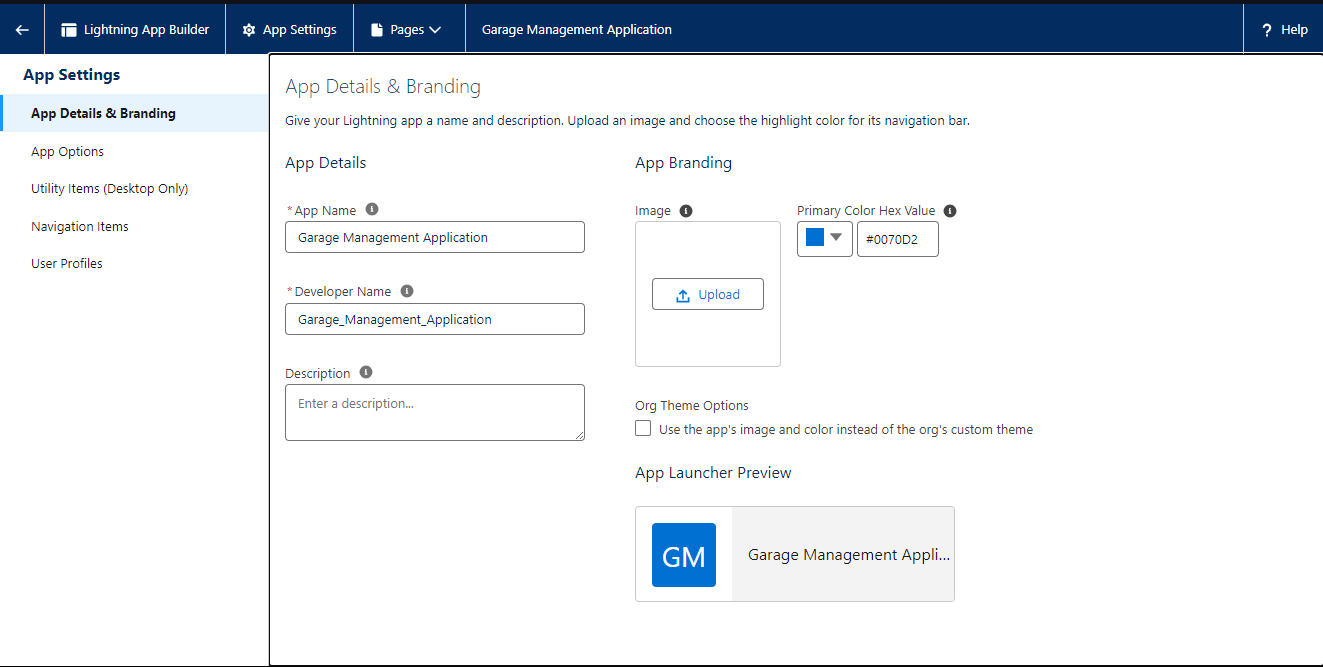 Lightning App Builder
App Settings
Pages
Garage Management Application
? Help
App Settings
App Details & Branding
App Options
Utility Items (Desktop Only)
Navigation Items
User Profiles
App Details & Branding
Give your Lightning app a name and description. Upload an image and choose the highlight color for its navigation bar.
App Details
*App Name
Garage Management Application
*Developer Name
Garage_Management_Application
Description
Enter a description...
App Branding
Image
Upload
Primary Color Hex Value
#0070D2
Org Theme Options
Use the app's image and color instead of the org's custom theme
App Launcher Preview
GM
Garage Management Appli...